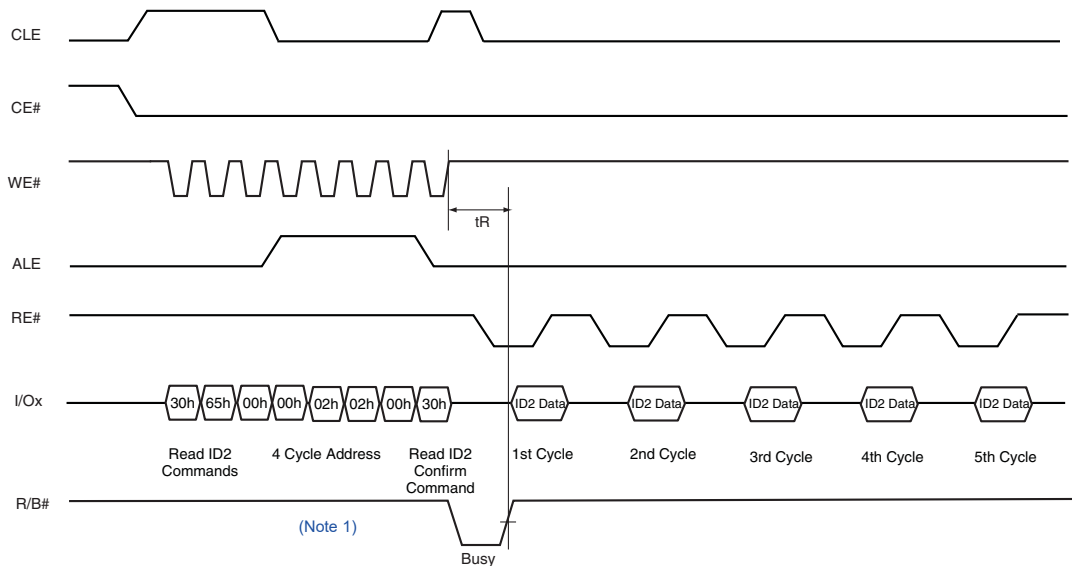 CLE
CE#
WE#
tR
ALE
RE#
I/Ox
30h 65h 00h 00h 02h 02h 00h 30h ID2 Data ID2 Data ID2 Data ID2 Data ID2 Data
Read ID2 Commands
4 Cycle Address
Read ID2 Confirm Command
1st Cycle
2nd Cycle
3rd Cycle
4th Cycle
5th Cycle
R/B#
(Note 1)
Busy